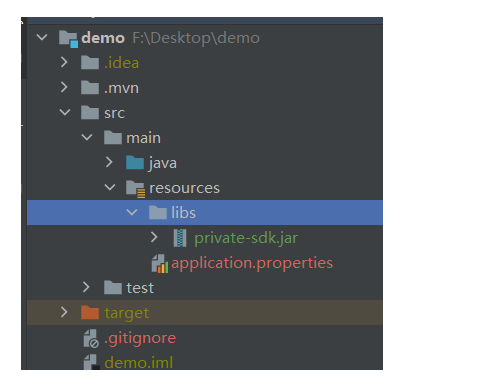 demo F:\Desktop\demo
.idea
.mvn
src
main
java
resources
libs
private-sdk.jar
application.properties
test
target
.gitignore
demo.iml